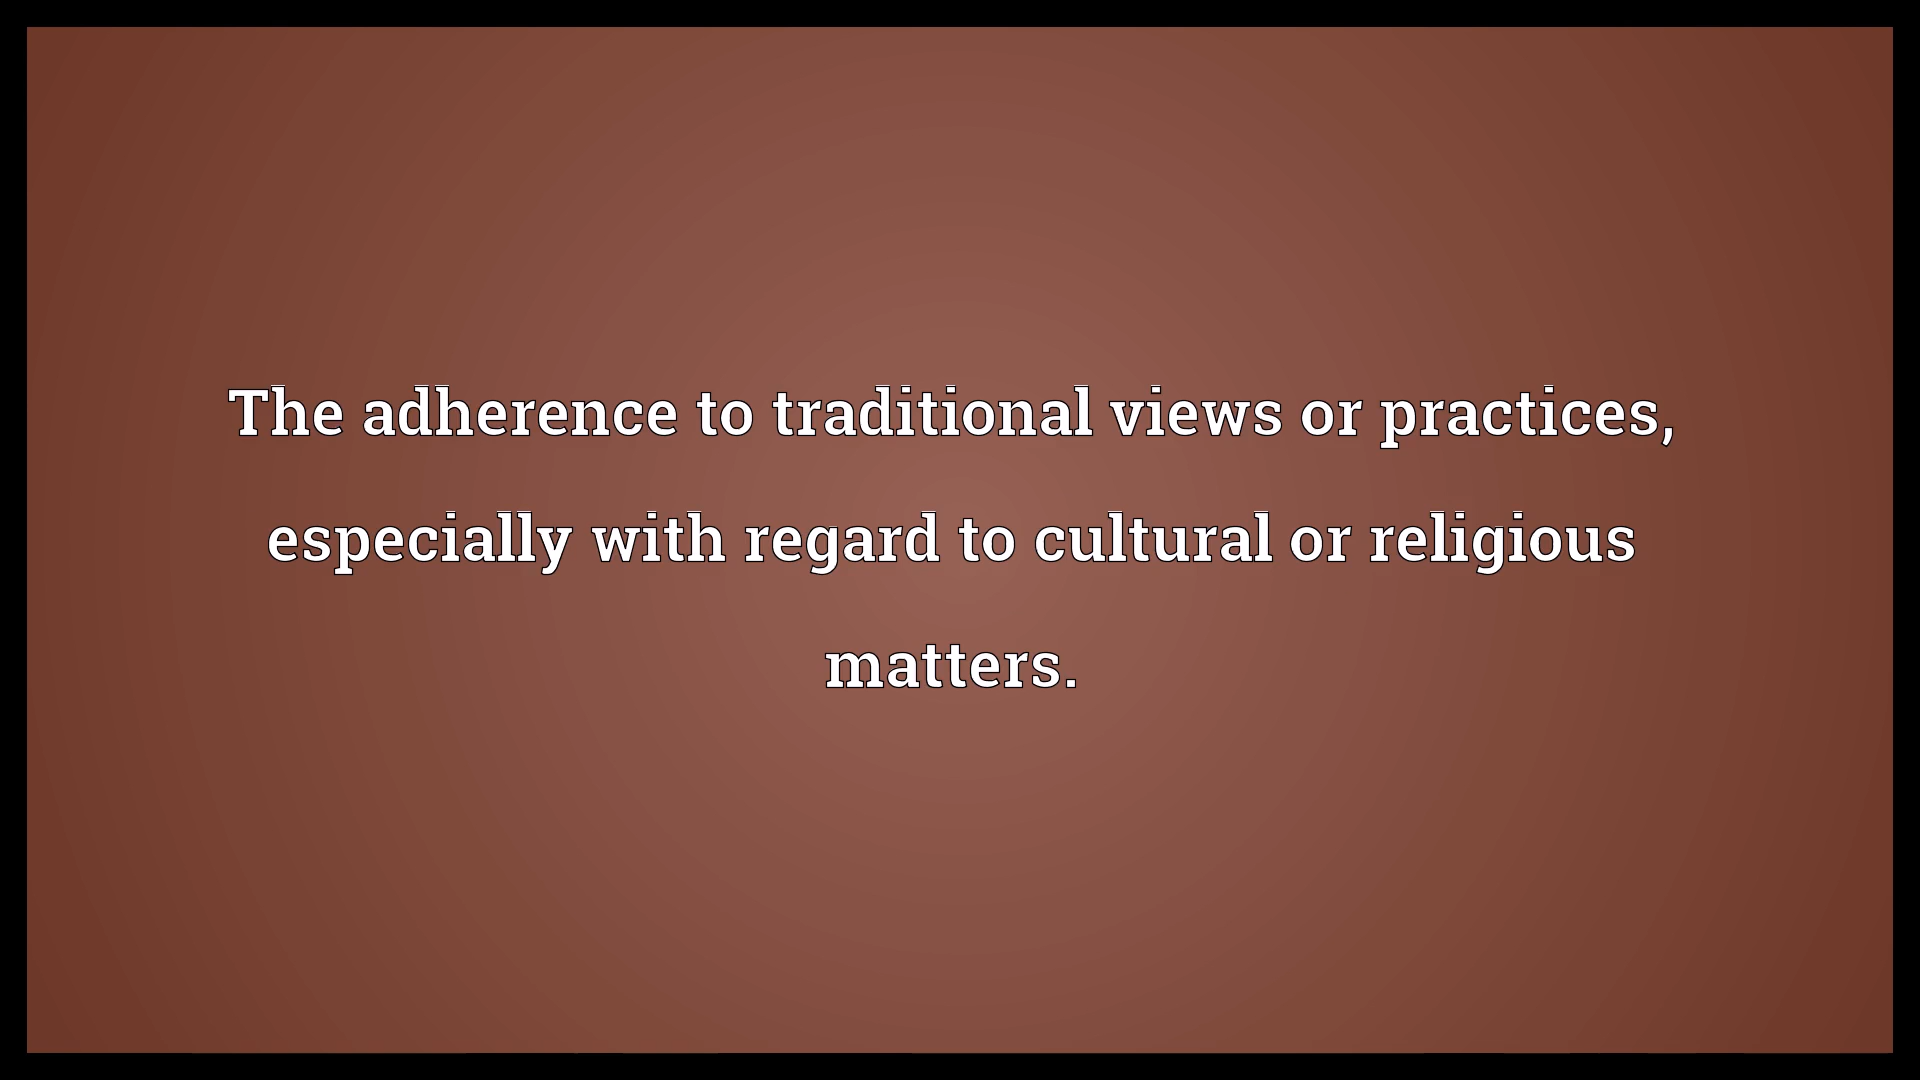 The adherence to traditional views or practices,
especially with regard to cultural or religious
matters.